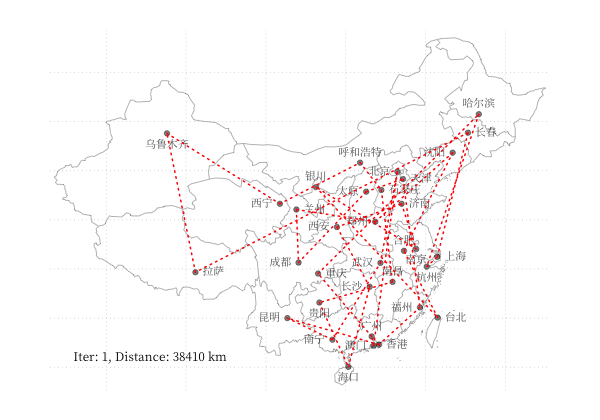 哈尔滨
长春
乌鲁木齐
沈阳
呼和浩特
北京
天津
银川
太原
西宁
兰州
济南
西安
郑州
合肥
成都
上海
南京
武汉
杭州
拉萨
重庆
南昌
长沙
贵阳
福州
昆明
台北
广州
南宁
澳门
香港
Iter: 1, Distance: 38410 km
海口